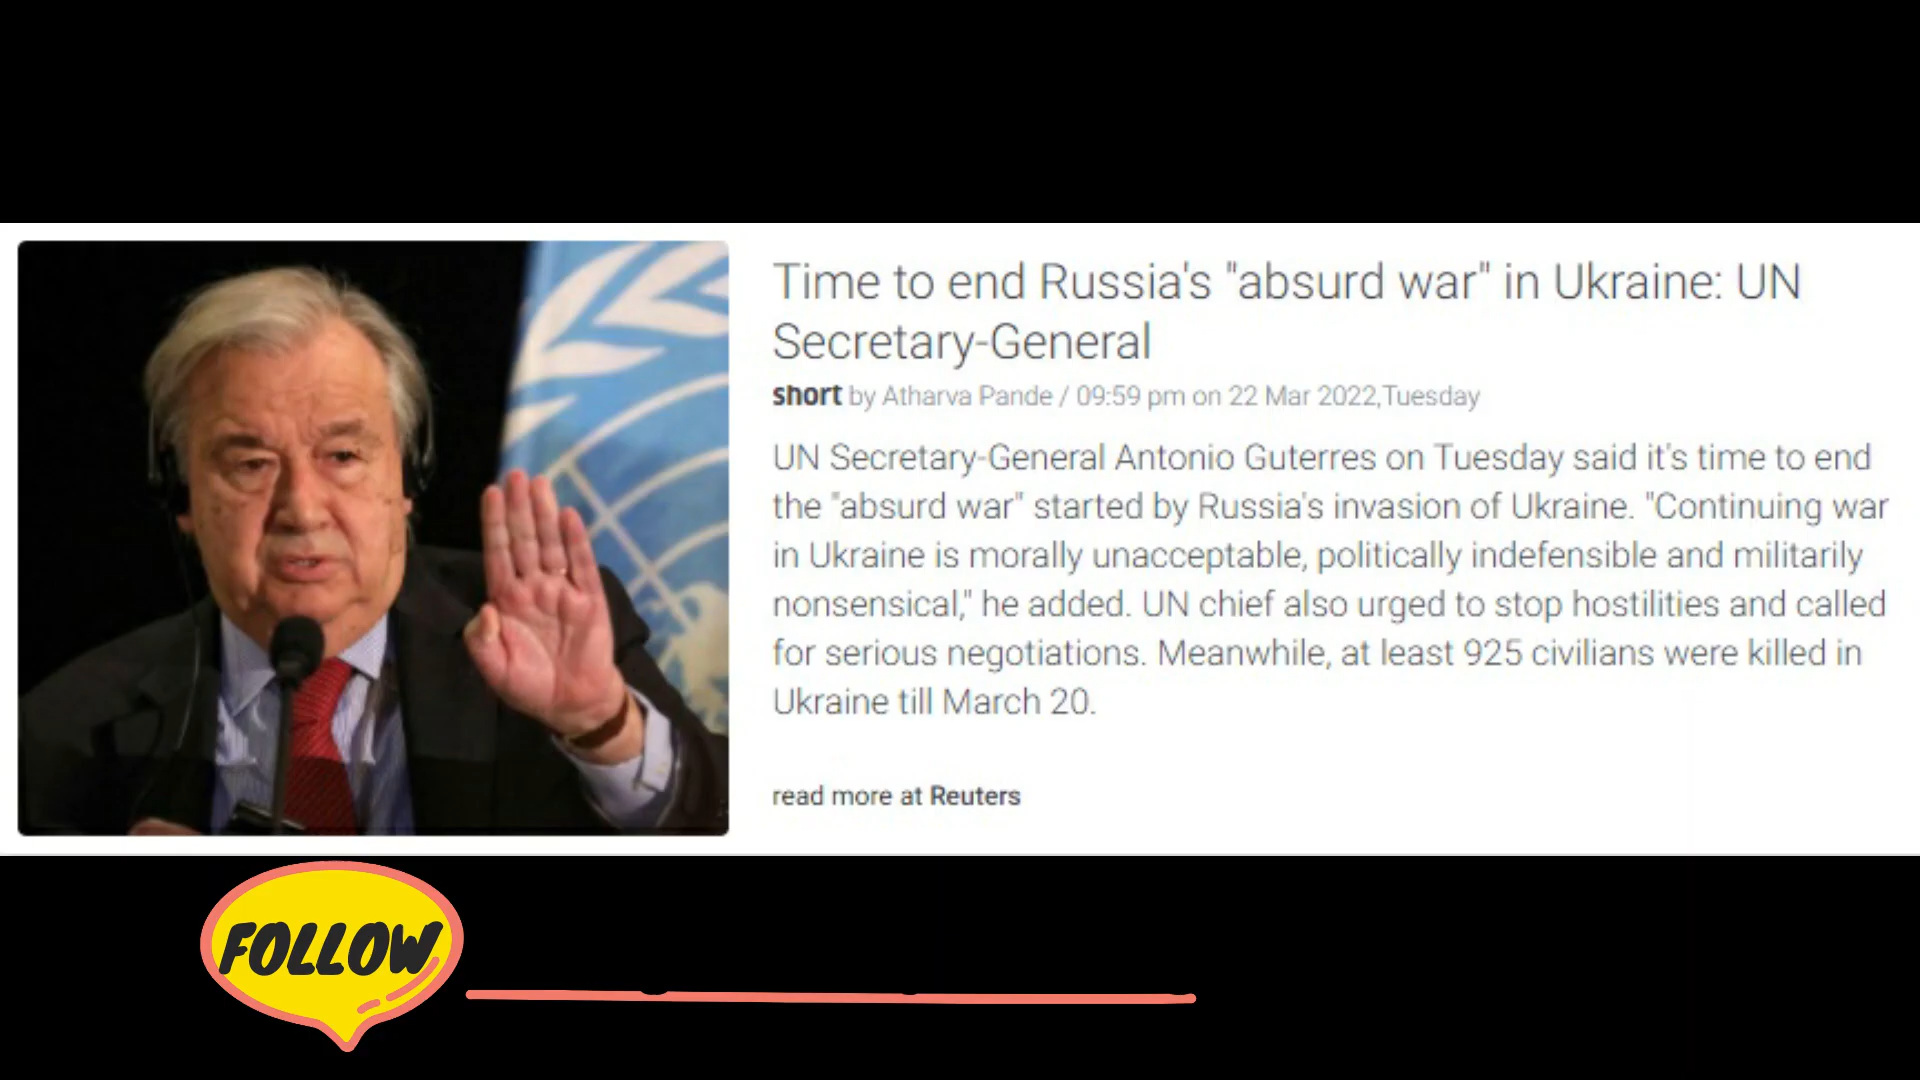 Time to end Russia's "absurd war" in Ukraine: UN
Secretary-General
short by Atharva Pande / 09:59 pm on 22 Mar 2022,Tuesday
UN Secretary-General Antonio Guterres on Tuesday said it's time to end
the "absurd war" started by Russia's invasion of Ukraine. "Continuing war
in Ukraine is morally unacceptable, politically indefensible and militarily
nonsensical," he added. UN chief also urged to stop hostilities and called
for serious negotiations. Meanwhile, at least 925 civilians were killed in
Ukraine till March 20.
read more at Reuters
FOLLOW